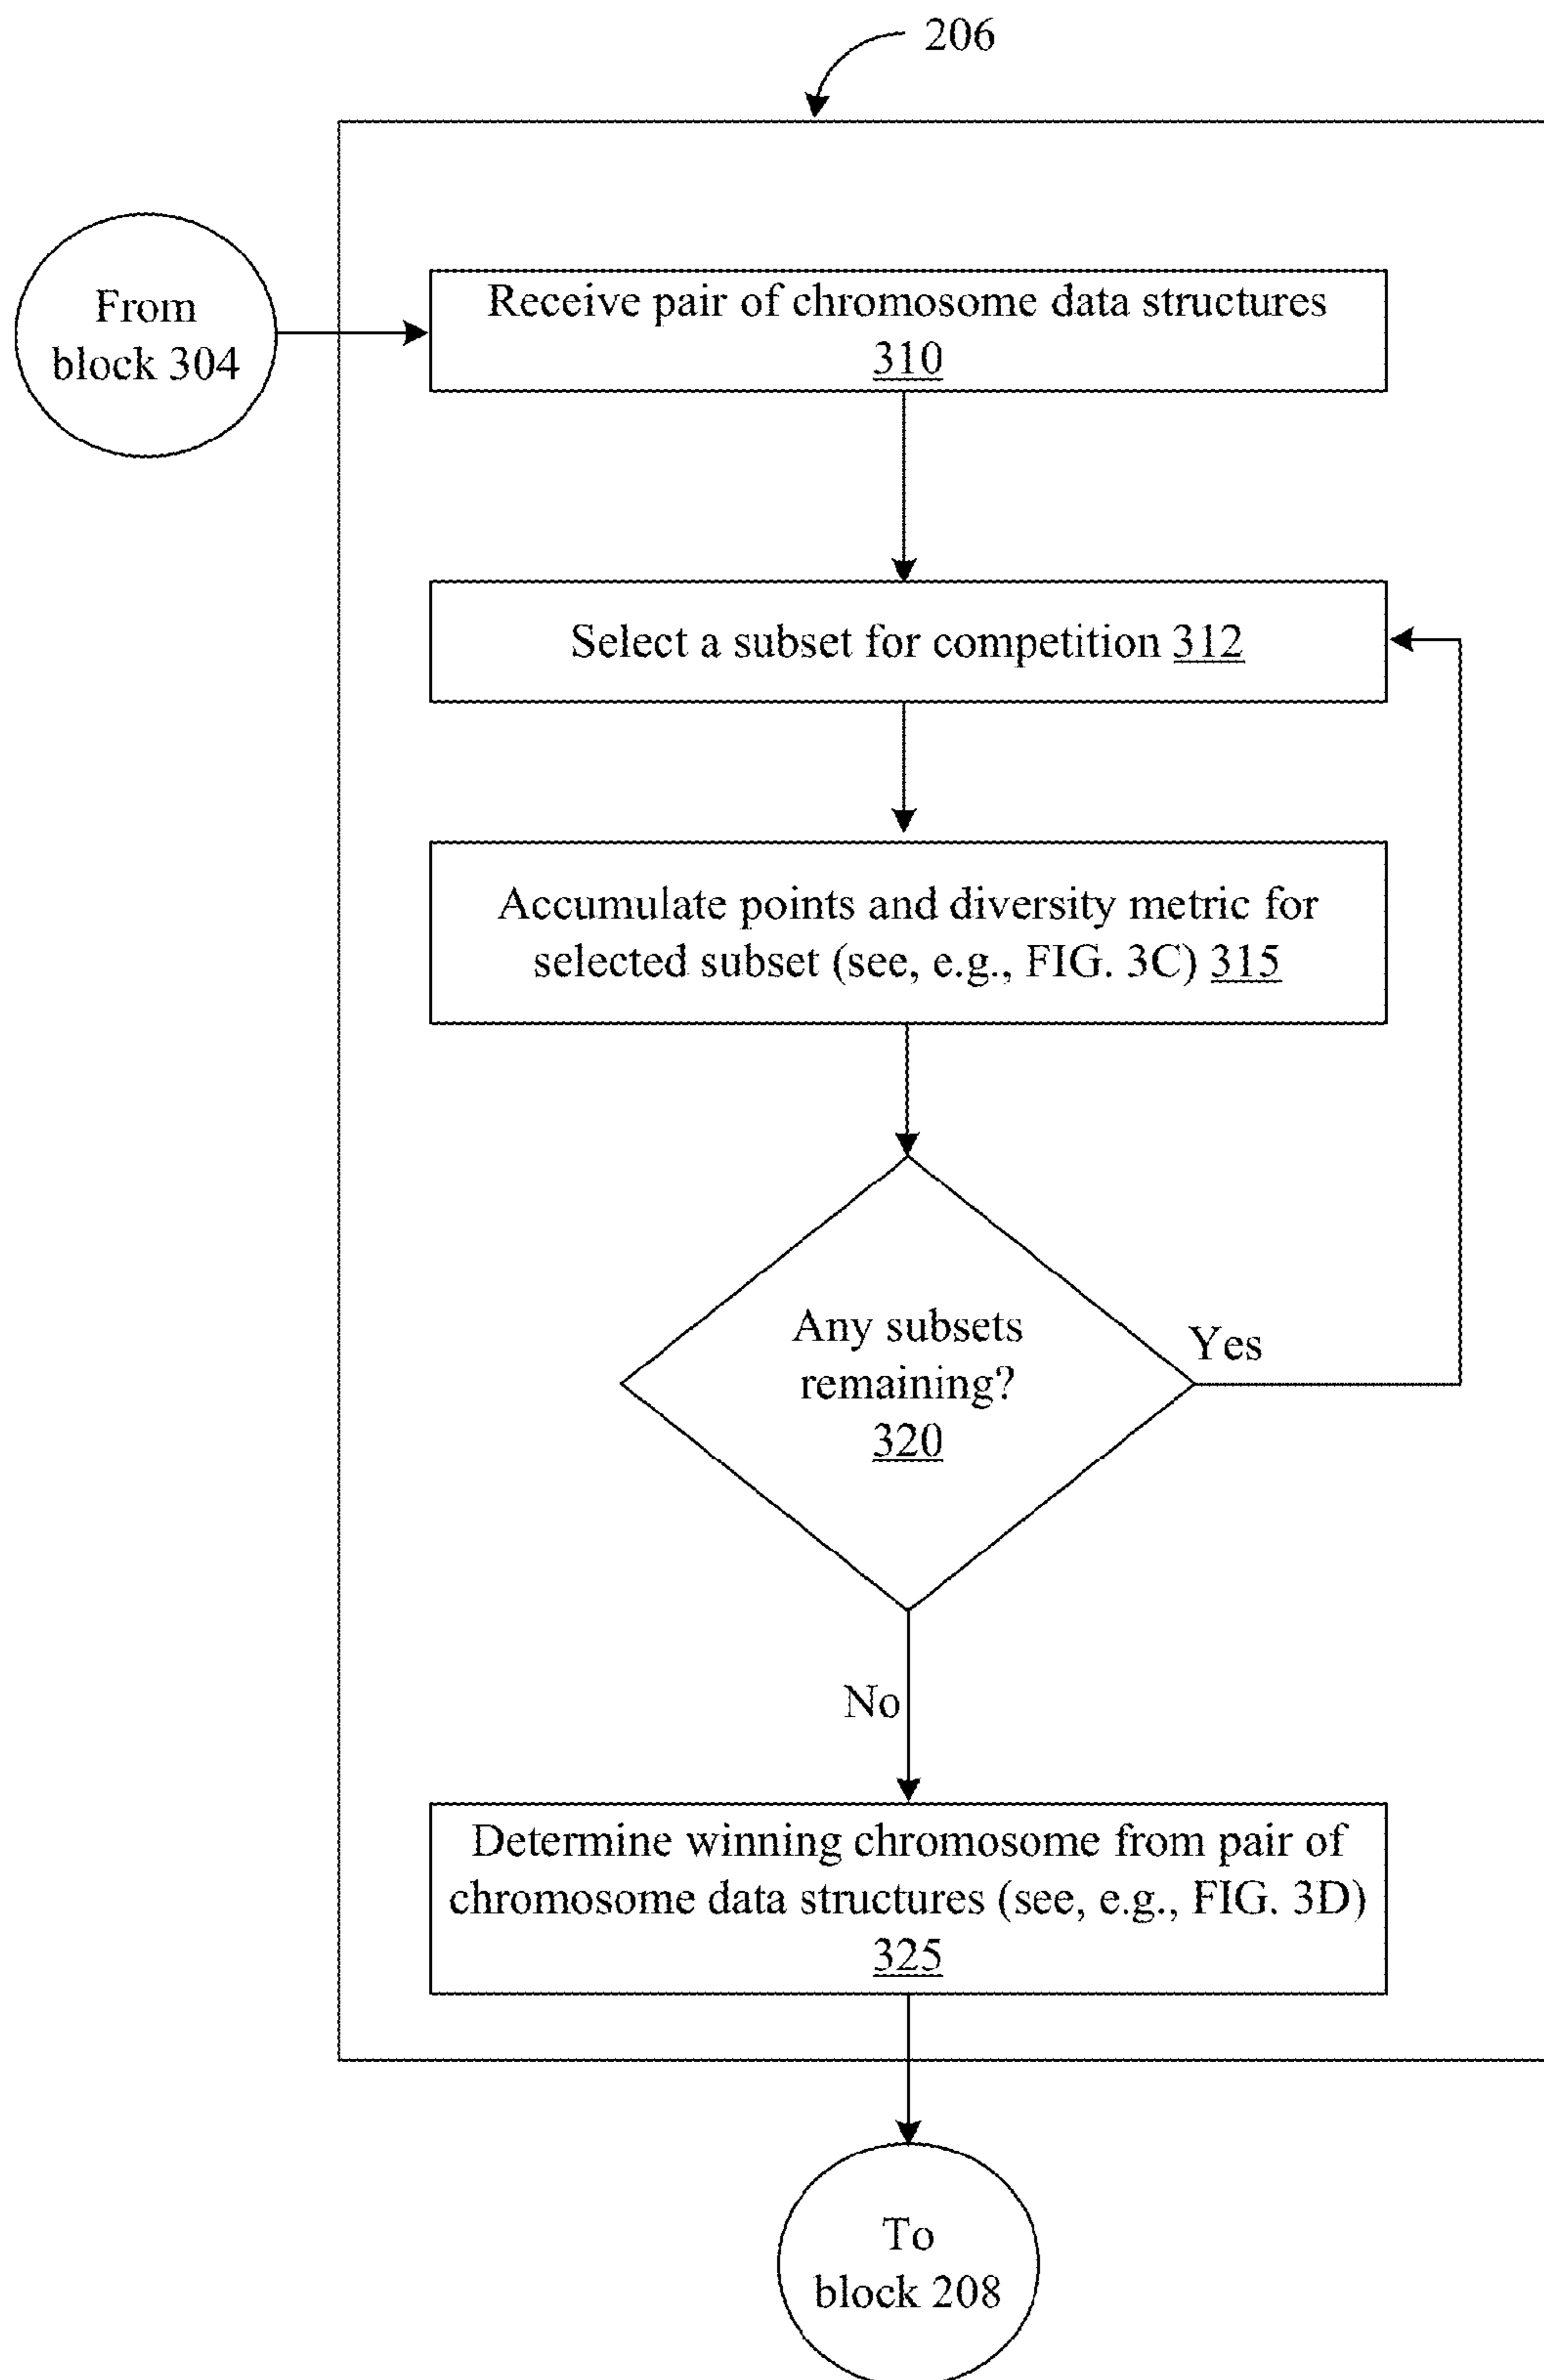 206
From
block 304
Receive pair of chromosome data structures
310
Select a subset for competition 312
Accumulate points and diversity metric for
selected subset (see, e.g., FIG. 3C) 315
Any subsets
remaining?
320
Yes
No
Determine winning chromosome from pair of
chromosome data structures (see, e.g., FIG. 3D)
325
To
block 208